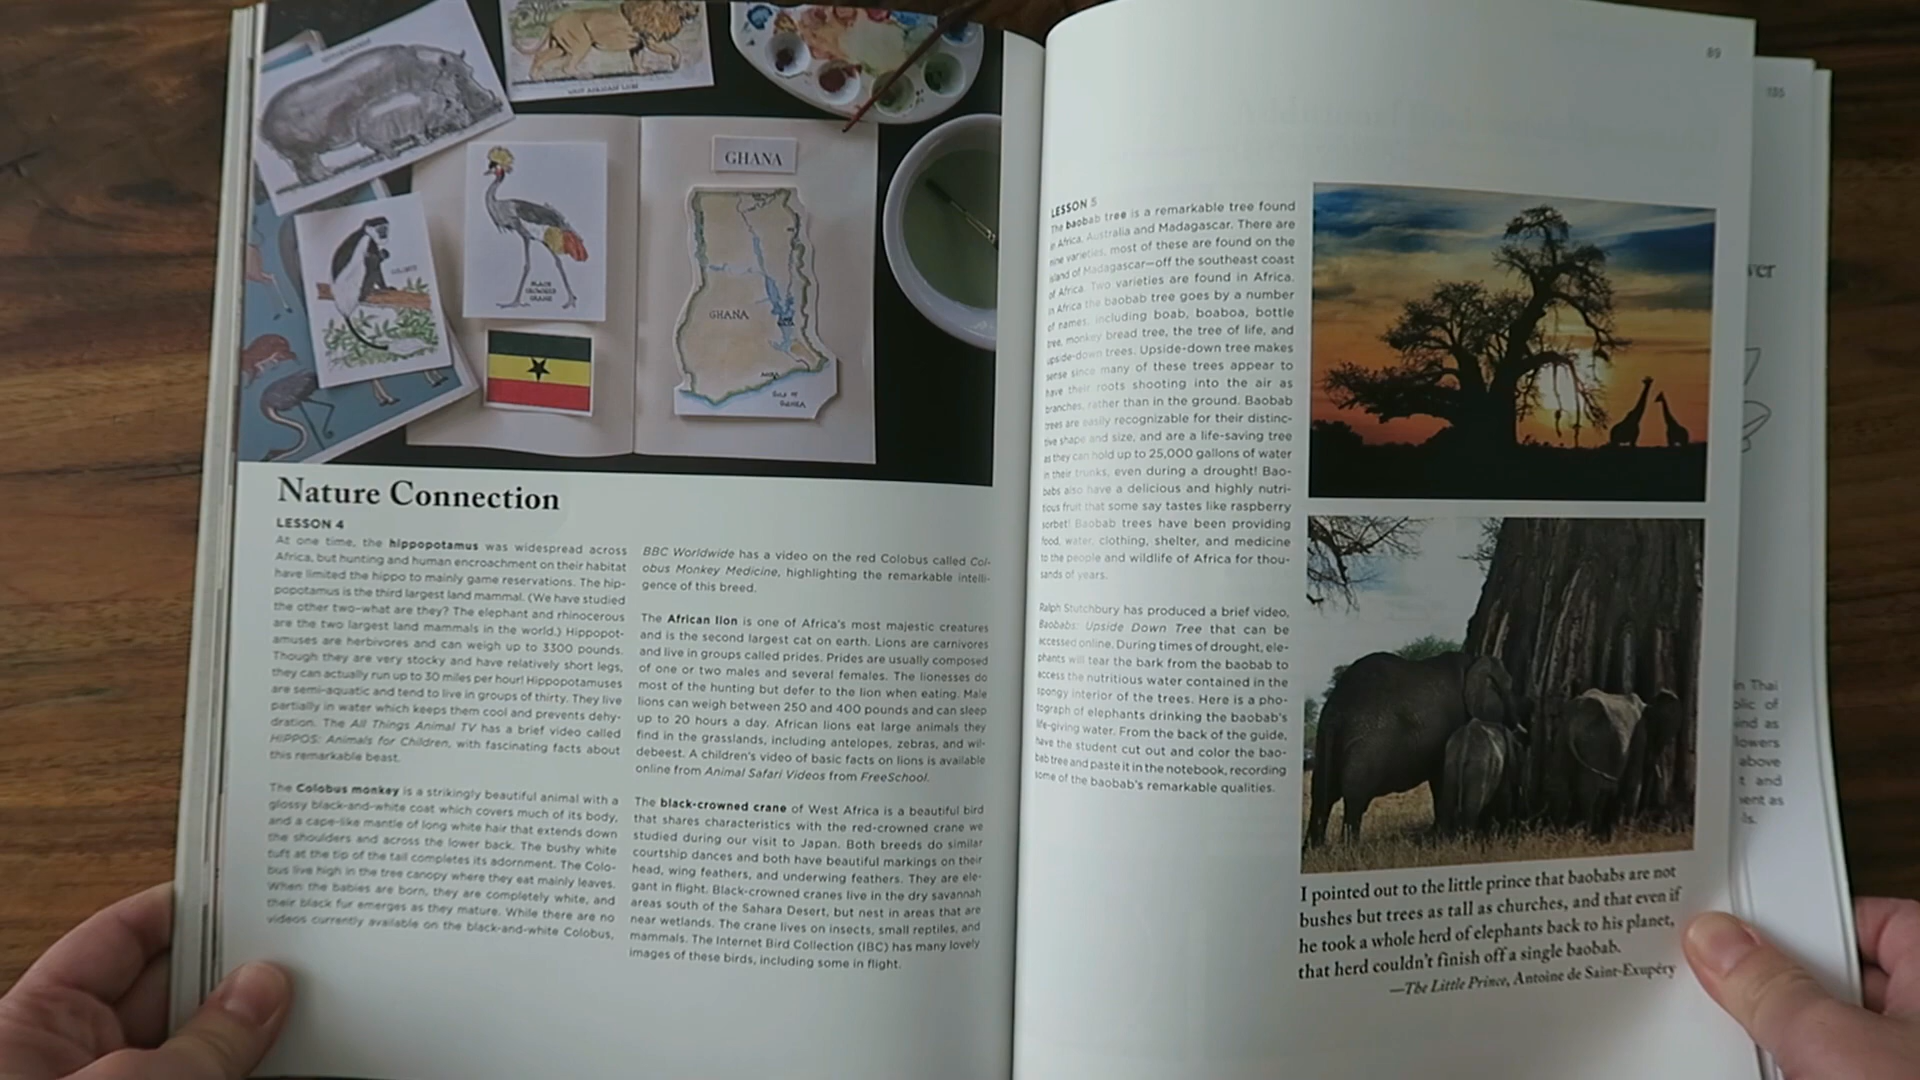 GHANA
GHANA
COLOBUS
BLACK
CROWNED
CRANE
GULF OF
GUINEA
Nature Connection
LESSON 4
At one time, the hippopotamus was widespread across
Africa, but hunting and human encroachment on their habitat
have limited the hippo to mainly game reservations. The hip-
popotamus is the third largest land mammal. (We have studied
the other two–what are they? The elephant and rhinocerous
are the two largest land mammals in the world.) Hippopot-
amuses are herbivores and can weigh up to 3300 pounds.
Though they are very stocky and have relatively short legs,
they can actually run up to 30 miles per hour! Hippopotamuses
are semi-aquatic and tend to live in groups of thirty. They live
partially in water which keeps them cool and prevents dehy-
dration. The All Things Animal TV has a brief video called
HIPPOS: Animals for Children, with fascinating facts about
this remarkable beast.
The Colobus monkey is a strikingly beautiful animal with a
glossy black-and-white coat which covers much of its body,
and a cape-like mantle of long white hair that extends down
the shoulders and across the lower back. The bushy white
tuft at the tip of the tail completes its adornment. The Colo-
bus live high in the tree canopy where they eat mainly leaves.
When the babies are born, they are completely white, and
their black fur emerges as they mature. While there are no
videos currently available on the black-and-white Colobus,
BBC Worldwide has a video on the red Colobus called Col-
obus Monkey Medicine, highlighting the remarkable intelli-
gence of this breed.
The African lion is one of Africa's most majestic creatures
and is the second largest cat on earth. Lions are carnivores
and live in groups called prides. Prides are usually composed
of one or two males and several females. The lionesses do
most of the hunting but defer to the lion when eating. Male
lions can weigh between 250 and 400 pounds and can sleep
up to 20 hours a day. African lions eat large animals they
find in the grasslands, including antelopes, zebras, and wil-
debeest. A children's video of basic facts on lions is available
online from Animal Safari Videos from FreeSchool.
The black-crowned crane of West Africa is a beautiful bird
that shares characteristics with the red-crowned crane we
studied during our visit to Japan. Both breeds do similar
courtship dances and both have beautiful markings on their
head, wing feathers, and underwing feathers. They are ele-
gant in flight. Black-crowned cranes live in the dry savannah
areas south of the Sahara Desert, but nest in areas that are
near wetlands. The crane lives on insects, small reptiles, and
mammals. The Internet Bird Collection (IBC) has many lovely
images of these birds, including some in flight.
89
LESSON 5
The baobab tree is a remarkable tree found
in Africa, Australia and Madagascar. There are
nine varieties, most of these are found on the
island of Madagascar—off the southeast coast
of Africa. Two varieties are found in Africa.
In Africa the baobab tree goes by a number
of names, including boab, boaboa, bottle
tree, monkey bread tree, the tree of life, and
upside-down trees. Upside-down tree makes
sense since many of these trees appear to
have their roots shooting into the air as
branches, rather than in the ground. Baobab
trees are easily recognizable for their distinc-
tive shape and size, and are a life-saving tree
as they can hold up to 25,000 gallons of water
in their trunks, even during a drought! Bao-
babs also have a delicious and highly nutri-
tious fruit that some say tastes like raspberry
sorbet! Baobab trees have been providing
food, water, clothing, shelter, and medicine
to the people and wildlife of Africa for thou-
sands of years.
Ralph Stutchbury has produced a brief video,
Baobabs: Upside Down Tree that can be
accessed online. During times of drought, ele-
phants will tear the bark from the baobab to
access the nutritious water contained in the
spongy interior of the trees. Here is a pho-
tograph of elephants drinking the baobab's
life-giving water. From the back of the guide,
have the student cut out and color the bao-
bab tree and paste it in the notebook, recording
some of the baobab's remarkable qualities.
I pointed out to the little prince that baobabs are not
bushes but trees as tall as churches, and that even if
he took a whole herd of elephants back to his planet,
that herd couldn't finish off a single baobab.
—The Little Prince, Antoine de Saint-Exupéry
135
ver
in Thai
blic of
ind as
lowers
above
t and
ent as
ls.